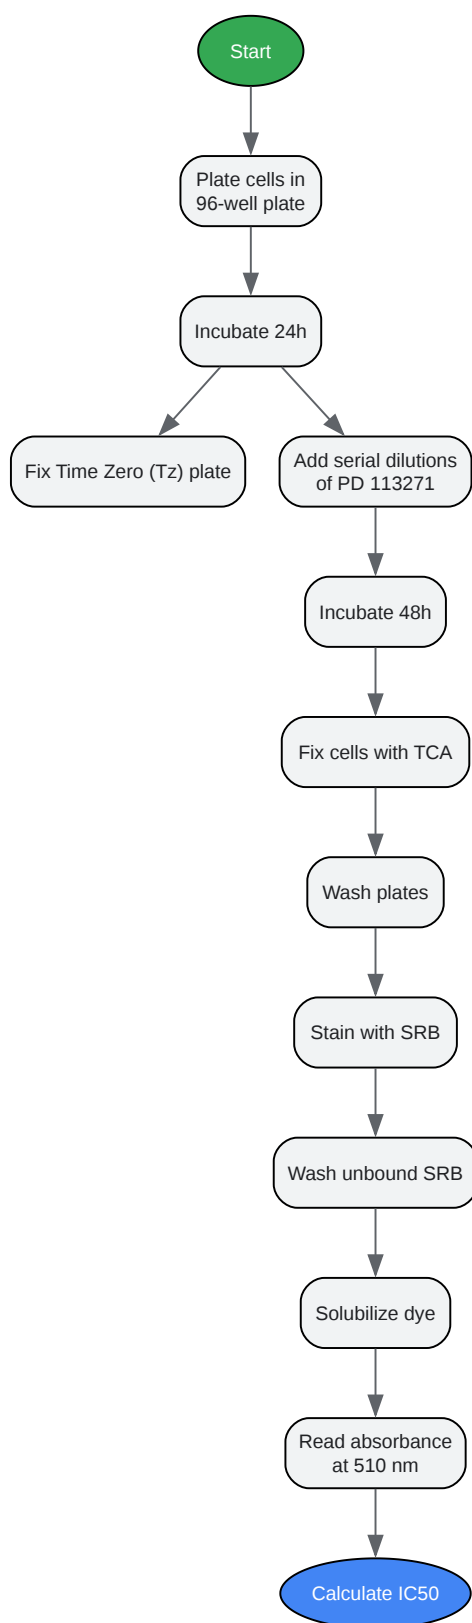 Start
Plate cells in
96-well plate
Incubate 24h
Fix Time Zero (Tz) plate
Add serial dilutions
of PD 113271
Incubate 48h
Fix cells with TCA
Wash plates
Stain with SRB
Wash unbound SRB
Solubilize dye
Read absorbance
at 510 nm
Calculate IC50